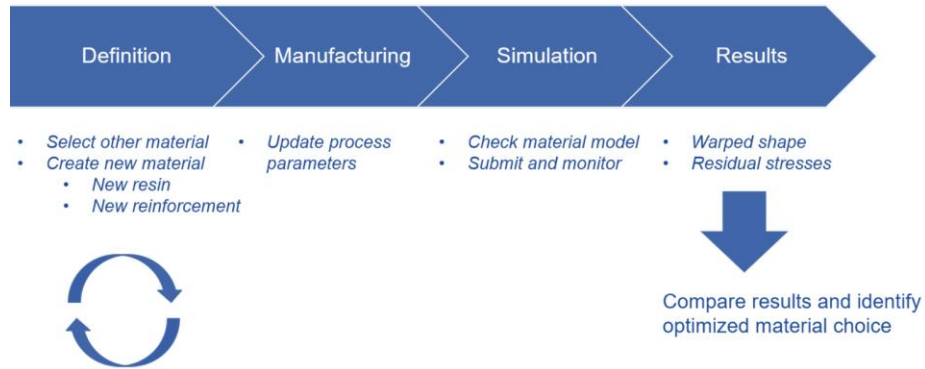 Definition
Manufacturing
Simulation
Results
• Select other material
• Create new material
• New resin
• New reinforcement
• Update process
parameters
• Check material model
• Submit and monitor
• Warped shape
• Residual stresses
Compare results and identify
optimized material choice